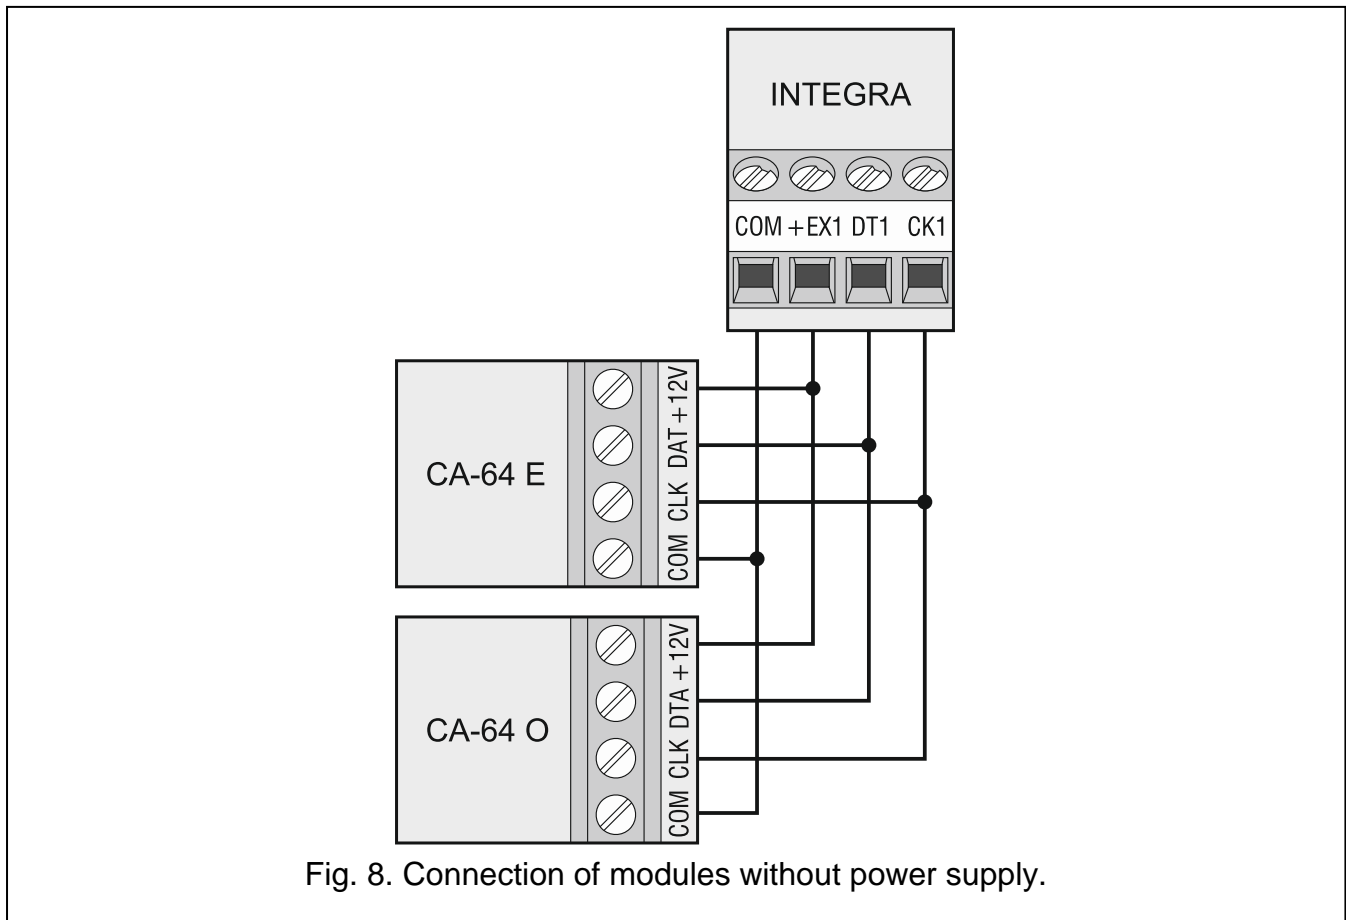 INTEGRA
COM +EX1 DT1 CK1
CA-64 E
+12V
DAT
CLK
COM
CA-64 O
+12V
DTA
CLK
COM
Fig. 8. Connection of modules without power supply.